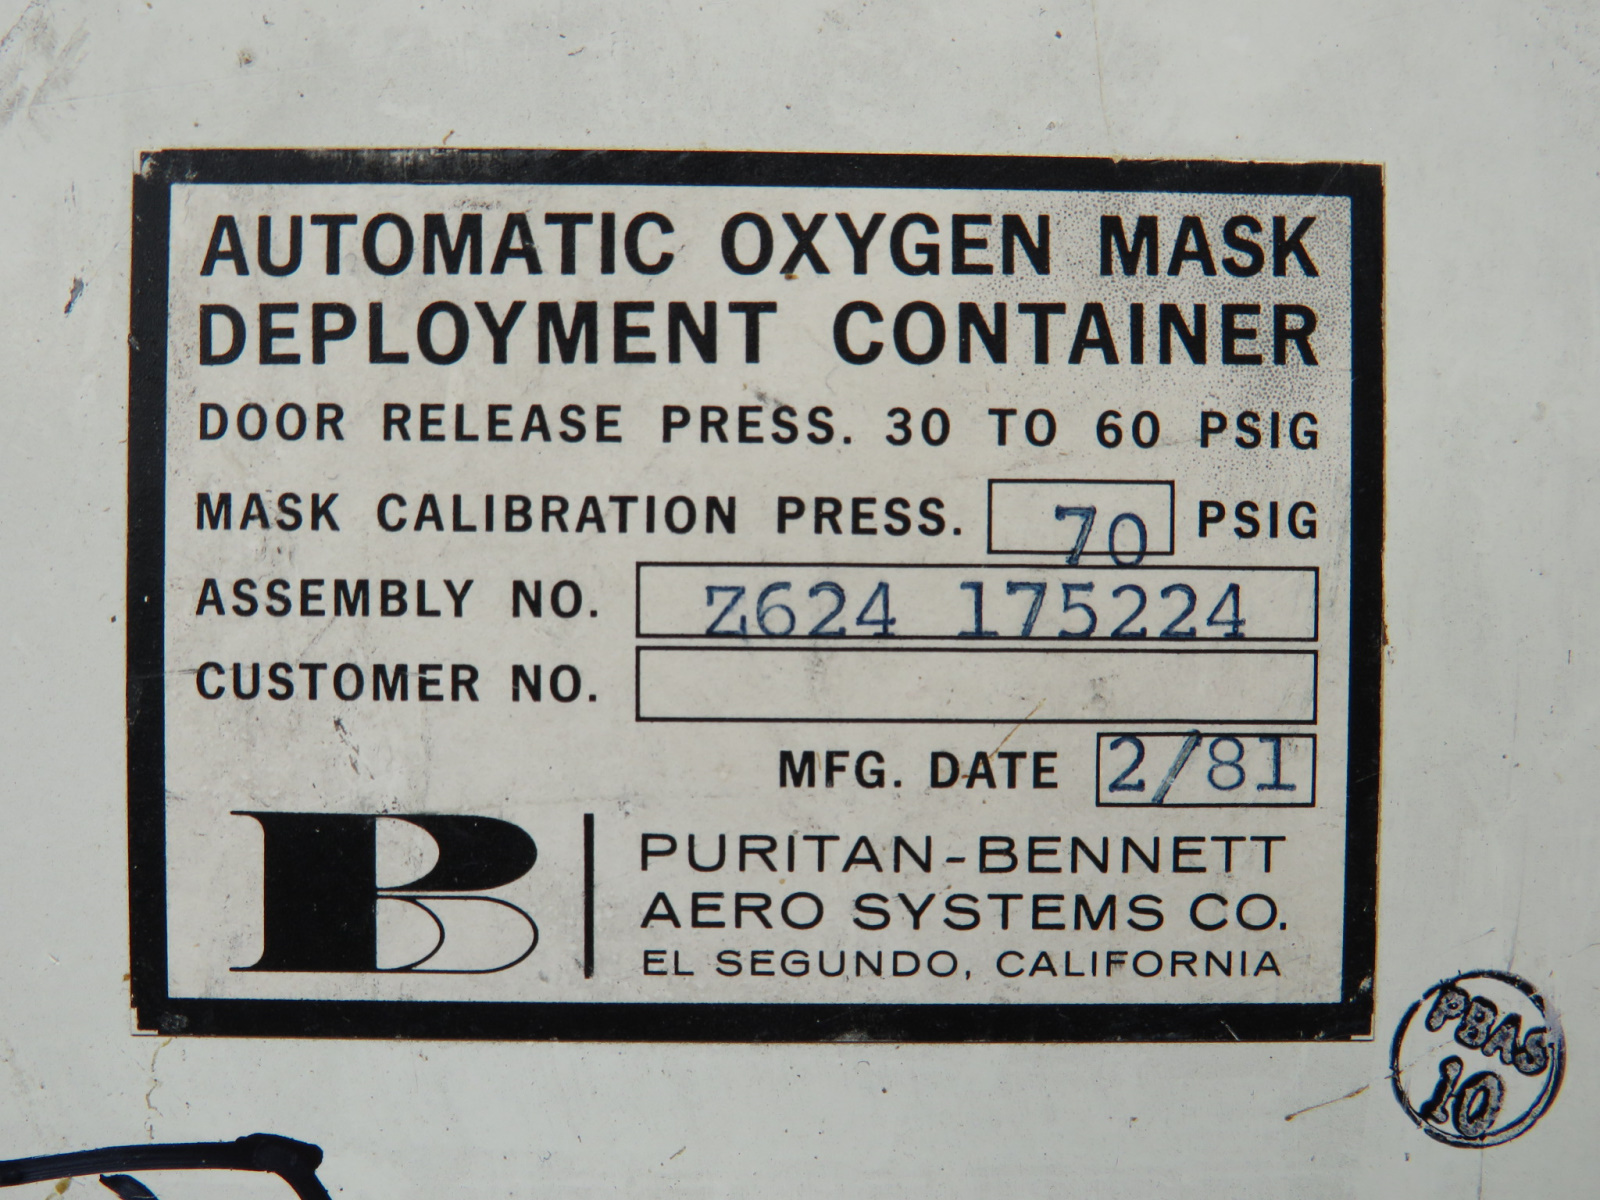 AUTOMATIC OXYGEN MASK
DEPLOYMENT CONTAINER
DOOR RELEASE PRESS. 30 TO 60 PSIG
MASK CALIBRATION PRESS. 70 PSIG
ASSEMBLY NO. Z624 175224
CUSTOMER NO.
MFG. DATE 2/81
B
PURITAN-BENNETT
AERO SYSTEMS CO.
EL SEGUNDO, CALIFORNIA
PBAS
10